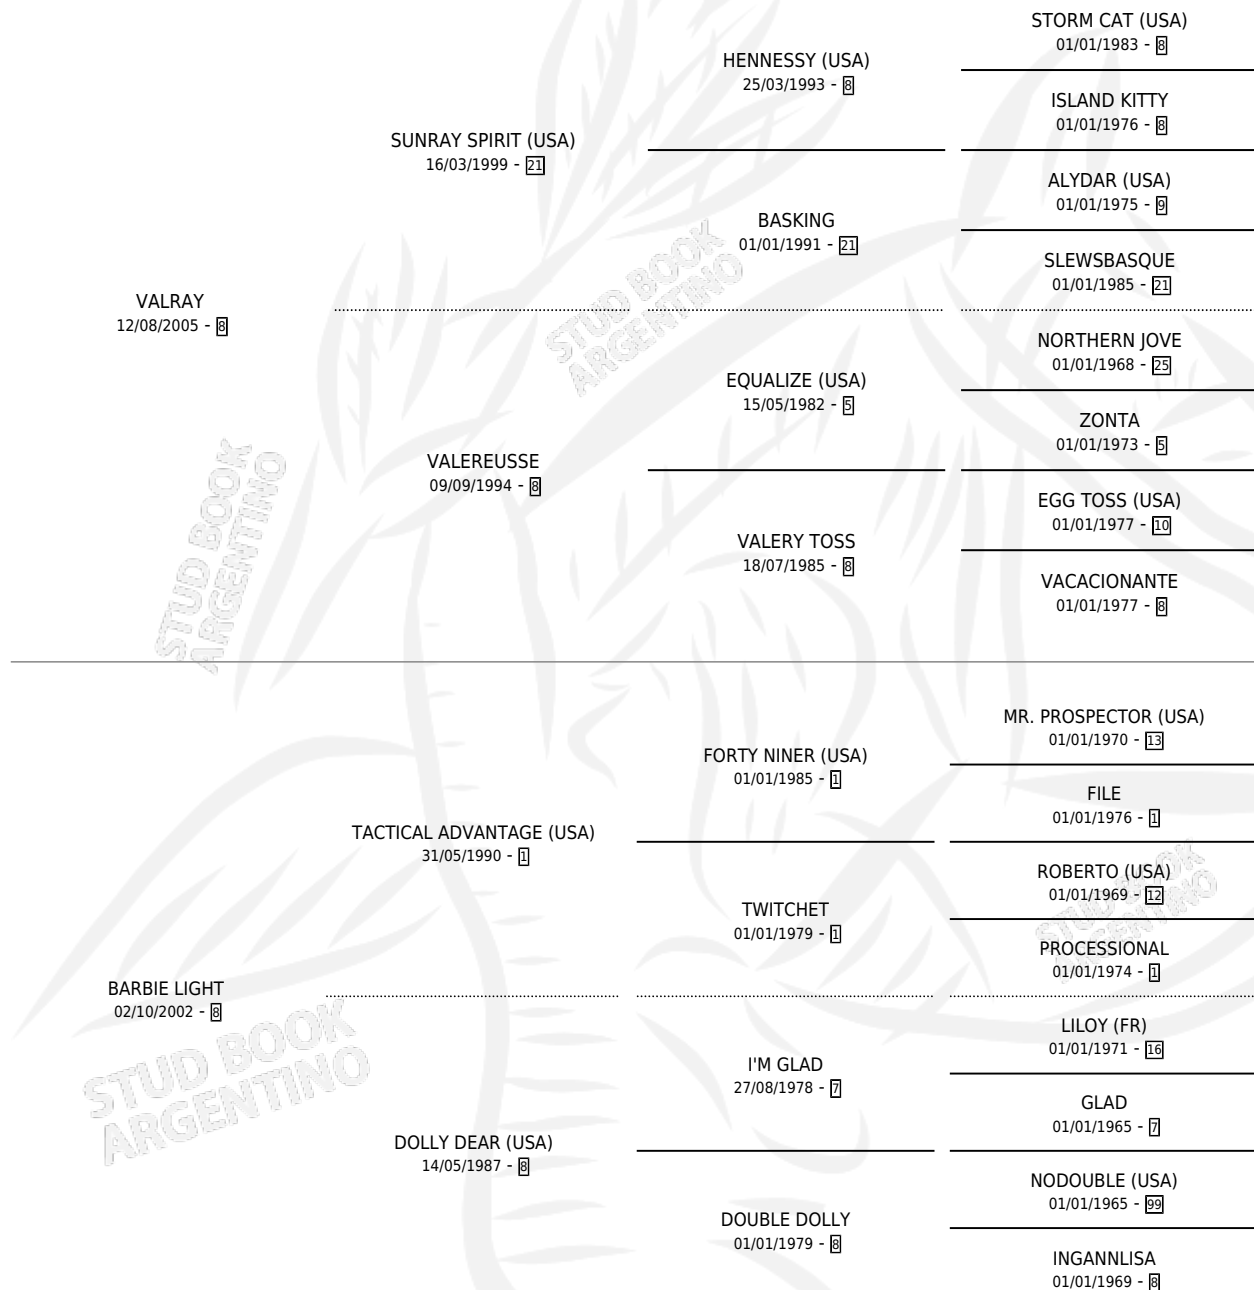 STORM CAT (USA)
01/01/1983 - 8
HENNESSY (USA)
25/03/1993 - 8
ISLAND KITTY
01/01/1976 - 8
SUNRAY SPIRIT (USA)
16/03/1999 - 21
ALYDAR (USA)
01/01/1975 - 9
BASKING
01/01/1991 - 21
SLEWSBASQUE
01/01/1985 - 21
VALRAY
12/08/2005 - 8
NORTHERN JOVE
01/01/1968 - 25
EQUALIZE (USA)
15/05/1982 - 5
ZONTA
01/01/1973 - 5
VALEREUSSE
09/09/1994 - 8
EGG TOSS (USA)
01/01/1977 - 10
VALERY TOSS
18/07/1985 - 8
VACACIONANTE
01/01/1977 - 8
MR. PROSPECTOR (USA)
01/01/1970 - 13
FORTY NINER (USA)
01/01/1985 - 1
FILE
01/01/1976 - 1
TACTICAL ADVANTAGE (USA)
31/05/1990 - 1
ROBERTO (USA)
01/01/1969 - 12
TWITCHET
01/01/1979 - 1
PROCESSIONAL
01/01/1974 - 1
BARBIE LIGHT
02/10/2002 - 8
LILOY (FR)
01/01/1971 - 16
I'M GLAD
27/08/1978 - 7
GLAD
01/01/1965 - 7
DOLLY DEAR (USA)
14/05/1987 - 8
NODOUBLE (USA)
01/01/1965 - 99
DOUBLE DOLLY
01/01/1979 - 8
INGANNLISA
01/01/1969 - 8
STUD BOOK
ARGENTINO
STUD BOOK
ARGENTINO
STUD BOOK
ARGENTINO
STUD BOOK
ARGENTINO